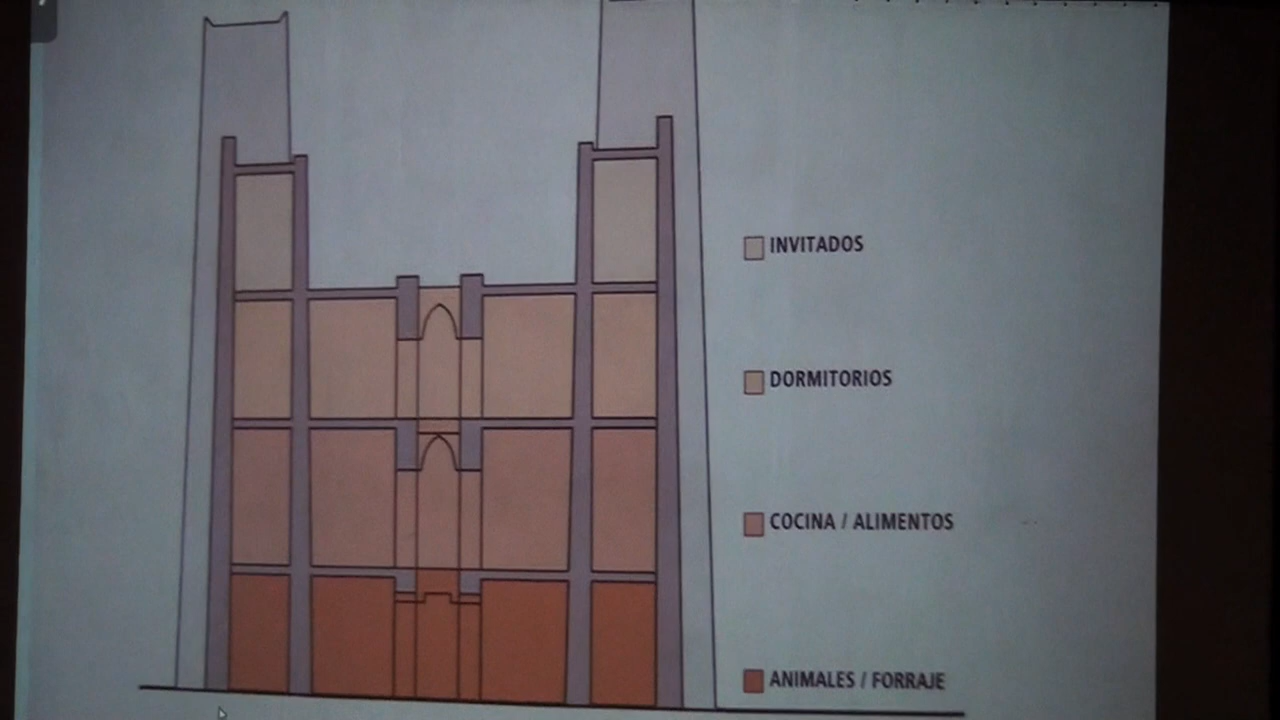 INVITADOS
DORMITORIOS
COCINA / ALIMENTOS
ANIMALES / FORRAJE